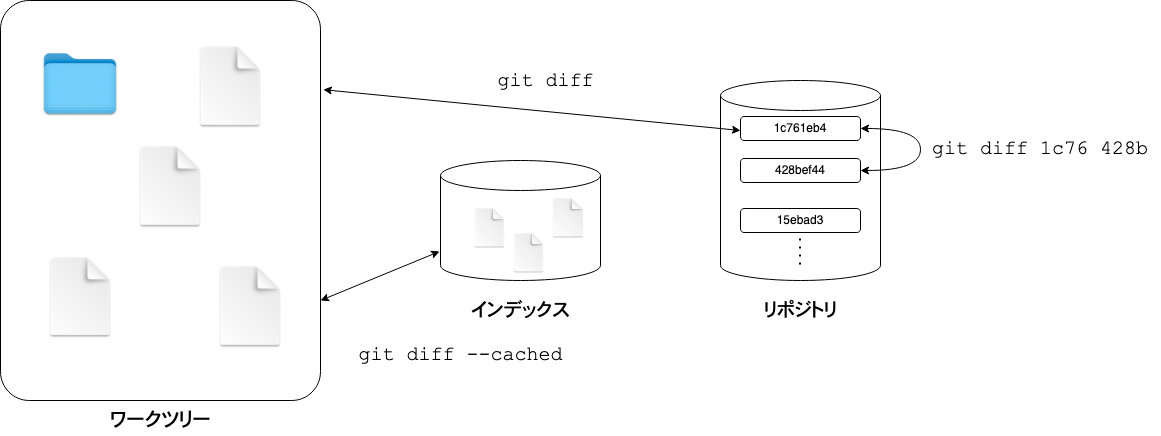 git diff
1c761eb4
git diff 1c76 428b
428bef44
15ebad3
インデックス
リポジトリ
git diff --cached
ワークツリー